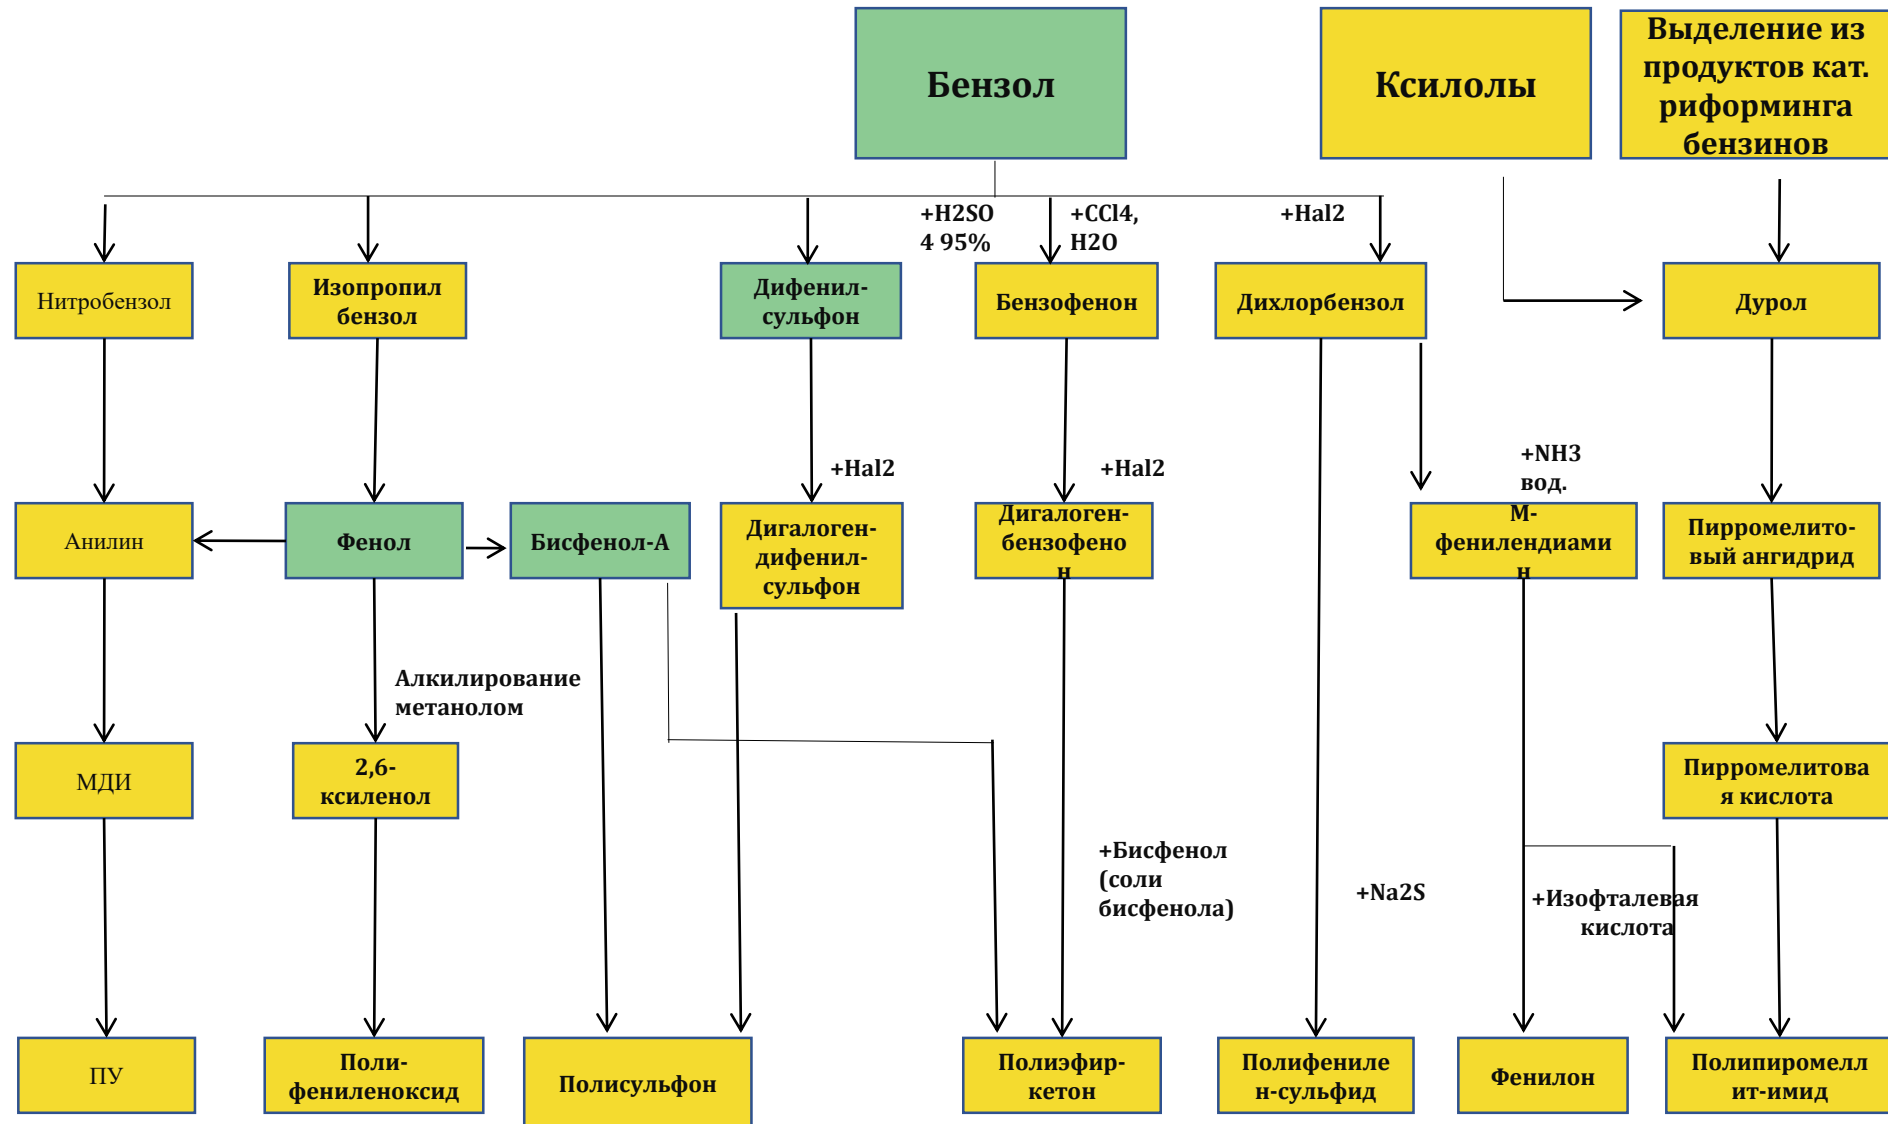 Бензол
Ксилолы
Выделение из
продуктов кат.
риформинга
бензинов
+H2SO
4 95%
+CCl4,
H2O
+Hal2
Нитробензол
Изопропил
бензол
Дифенил-
сульфон
Бензофенон
Дихлорбензол
Дурол
+Hal2
+Hal2
+NH3
вод.
Анилин
Фенол
Бисфенол-А
Дигалоген-
дифенил-
сульфон
Дигалоген-
бензофено
н
М-
фенилендиами
н
Пирромелито-
вый ангидрид
Алкилирование
метанолом
МДИ
2,6-
ксиленол
Пирромелитова
я кислота
+Бисфенол
(соли
бисфенола)
+Na2S
+Изофталевая
кислота
ПУ
Поли-
фениленоксид
Полисульфон
Полиэфир-
кетон
Полифениле
н-сульфид
Фенилон
Полипиромелл
ит-имид